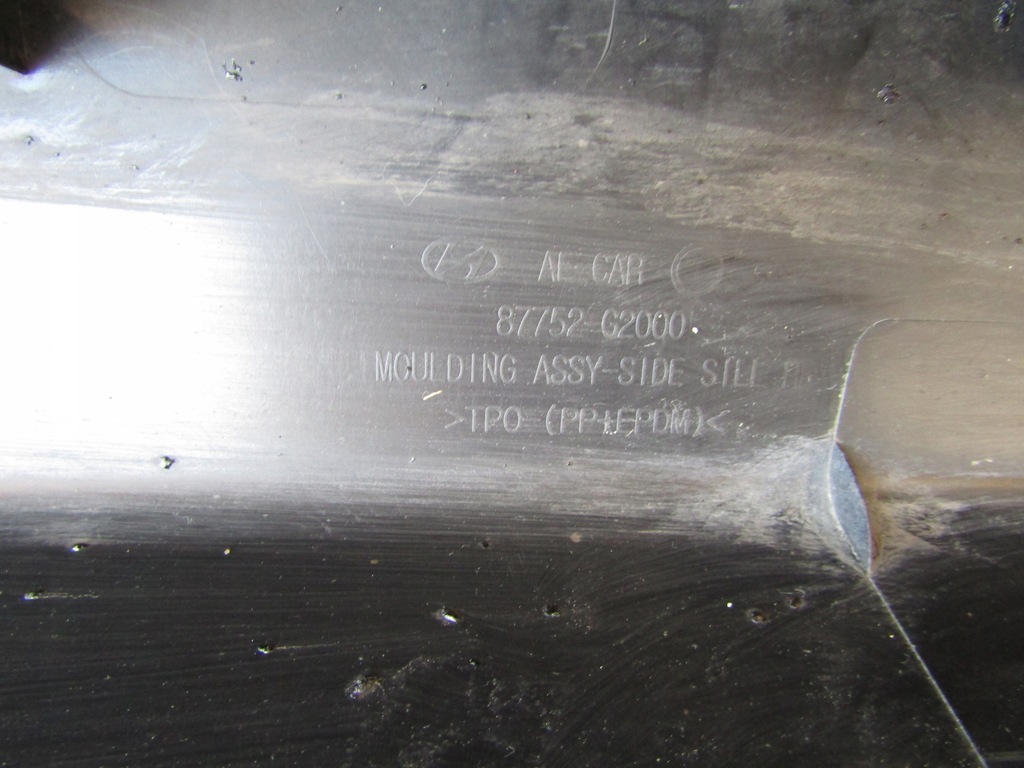 AE CAR
87752-G2000
MOULDING ASSY-SIDE SILL
>TPO (PP+EPDM)<